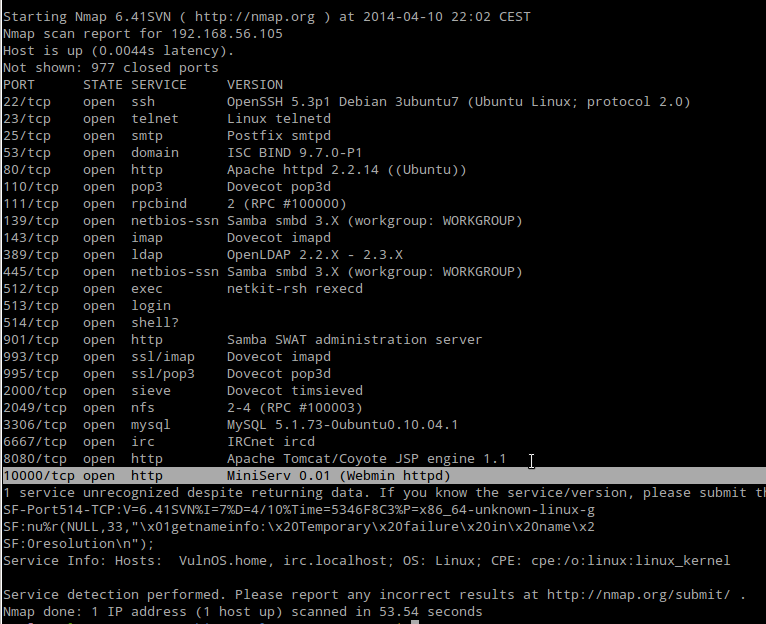 Starting Nmap 6.41SVN ( http://nmap.org ) at 2014-04-10 22:02 CEST
Nmap scan report for 192.168.56.105
Host is up (0.0044s latency).
Not shown: 977 closed ports
PORT      STATE SERVICE     VERSION
22/tcp    open  ssh         OpenSSH 5.3p1 Debian 3ubuntu7 (Ubuntu Linux; protocol 2.0)
23/tcp    open  telnet      Linux telnetd
25/tcp    open  smtp        Postfix smtpd
53/tcp    open  domain      ISC BIND 9.7.0-P1
80/tcp    open  http        Apache httpd 2.2.14 ((Ubuntu))
110/tcp   open  pop3        Dovecot pop3d
111/tcp   open  rpcbind     2 (RPC #100000)
139/tcp   open  netbios-ssn Samba smbd 3.X (workgroup: WORKGROUP)
143/tcp   open  imap        Dovecot imapd
389/tcp   open  ldap        OpenLDAP 2.2.X - 2.3.X
445/tcp   open  netbios-ssn Samba smbd 3.X (workgroup: WORKGROUP)
512/tcp   open  exec        netkit-rsh rexecd
513/tcp   open  login
514/tcp   open  shell?
901/tcp   open  http        Samba SWAT administration server
993/tcp   open  ssl/imap    Dovecot imapd
995/tcp   open  ssl/pop3    Dovecot pop3d
2000/tcp  open  sieve       Dovecot timsieved
2049/tcp  open  nfs         2-4 (RPC #100003)
3306/tcp  open  mysql       MySQL 5.1.73-0ubuntu0.10.04.1
6667/tcp  open  irc         IRCnet ircd
8080/tcp  open  http        Apache Tomcat/Coyote JSP engine 1.1
10000/tcp open  http        MiniServ 0.01 (Webmin httpd)
1 service unrecognized despite returning data. If you know the service/version, please submit th
SF-Port514-TCP:V=6.41SVN%I=7%D=4/10%Time=5346F8C3%P=x86_64-unknown-linux-g
SF:nu%r(NULL,33,"\x01getnameinfo:\x20Temporary\x20failure\x20in\x20name\x2
SF:0resolution\n");
Service Info: Hosts:  VulnOS.home, irc.localhost; OS: Linux; CPE: cpe:/o:linux:linux_kernel
Service detection performed. Please report any incorrect results at http://nmap.org/submit/ .
Nmap done: 1 IP address (1 host up) scanned in 53.54 seconds